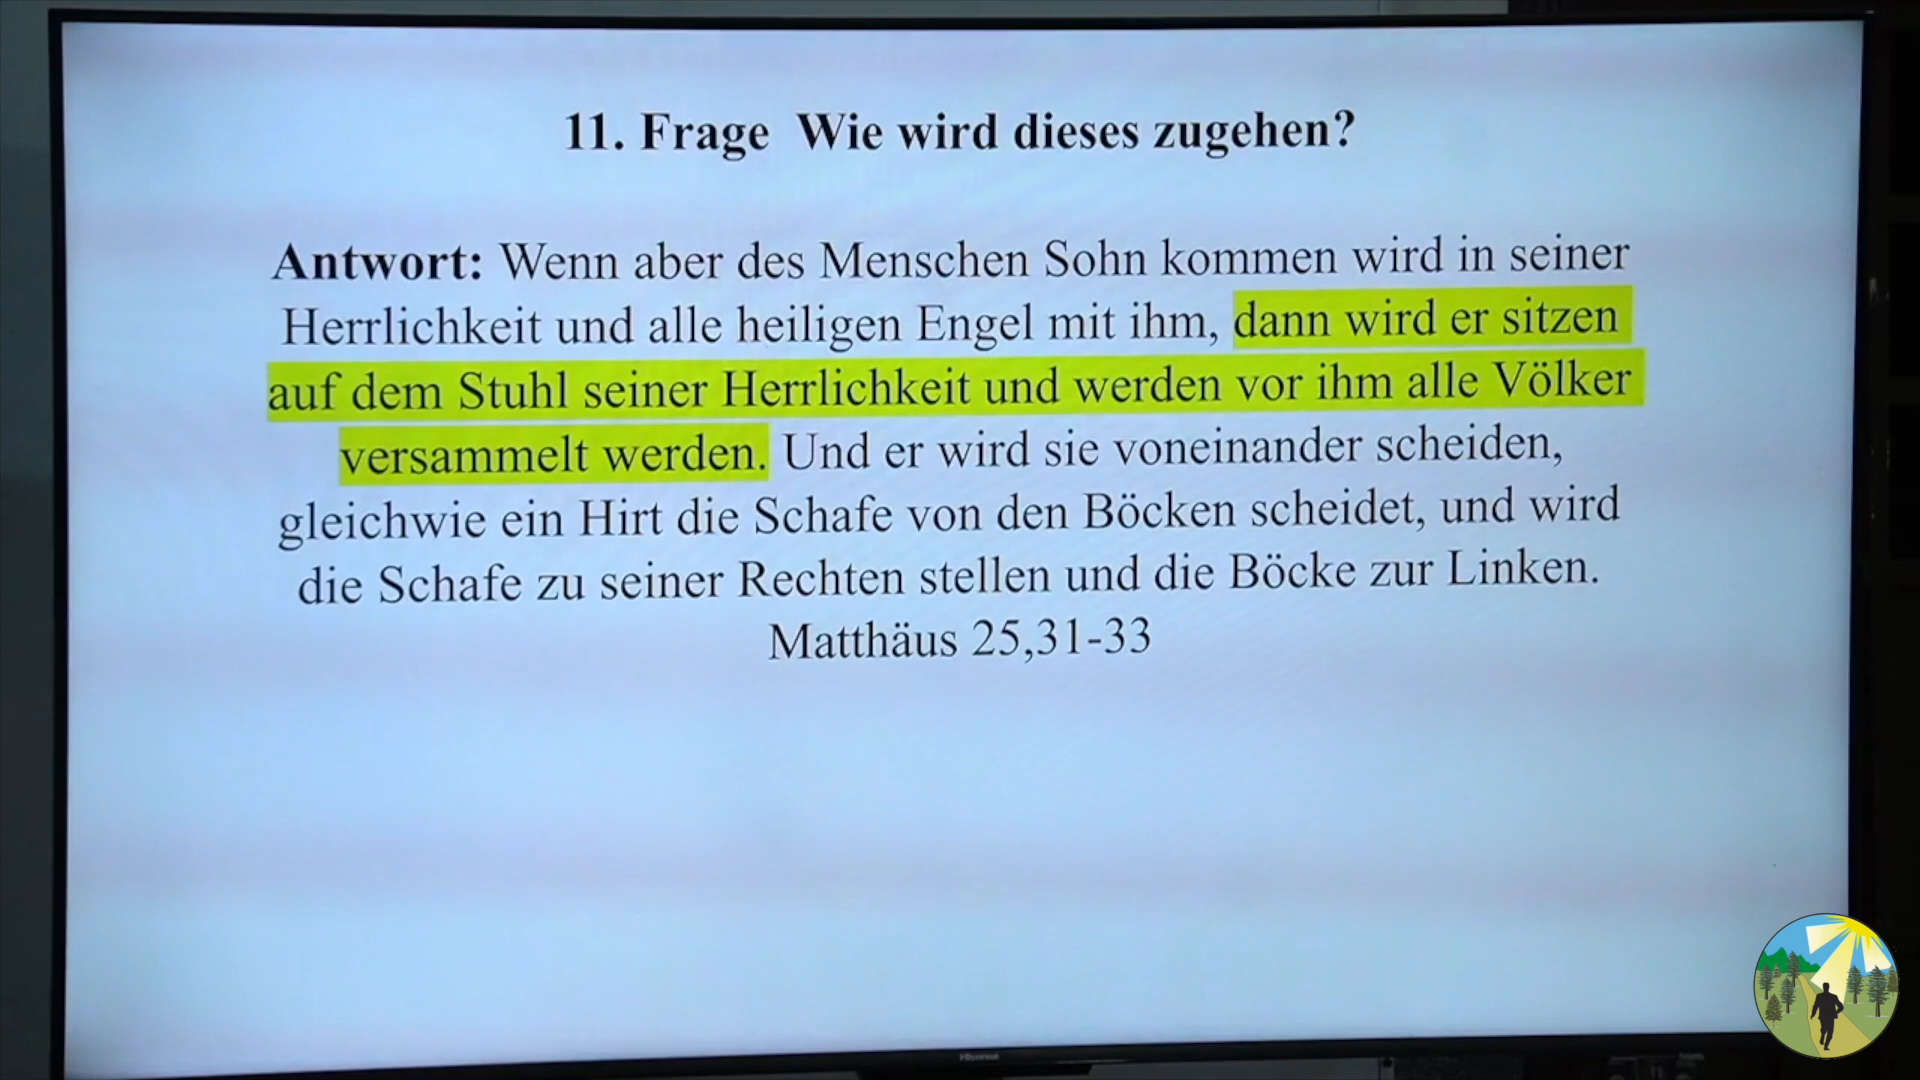 11. Frage  Wie wird dieses zugehen?
Antwort: Wenn aber des Menschen Sohn kommen wird in seiner
Herrlichkeit und alle heiligen Engel mit ihm, dann wird er sitzen
auf dem Stuhl seiner Herrlichkeit und werden vor ihm alle Völker
versammelt werden. Und er wird sie voneinander scheiden,
gleichwie ein Hirt die Schafe von den Böcken scheidet, und wird
die Schafe zu seiner Rechten stellen und die Böcke zur Linken.
Matthäus 25,31-33
Hisense